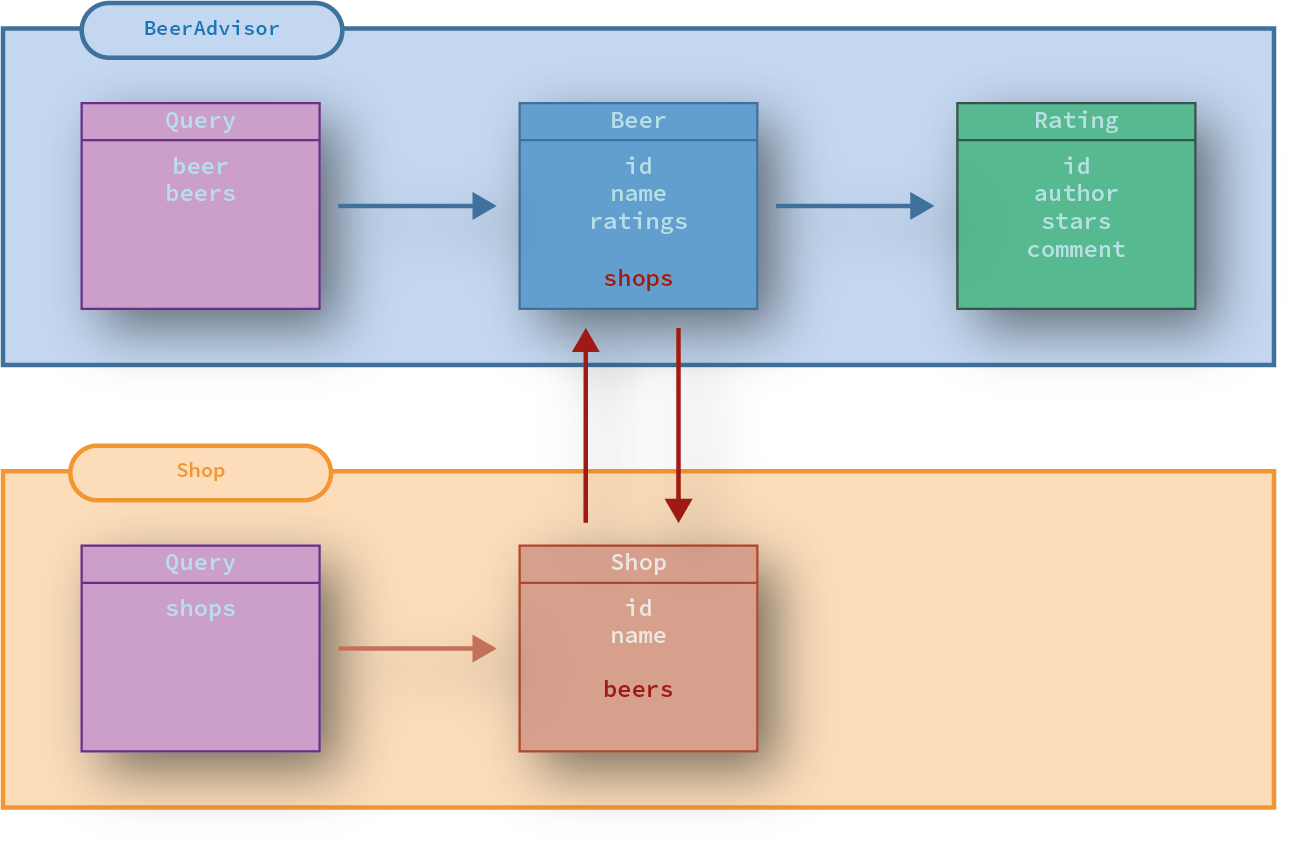 BeerAdvisor
Query
beer
beers
Beer
id
name
ratings
shops
Rating
id
author
stars
comment
Shop
Query
shops
Shop
id
name
beers